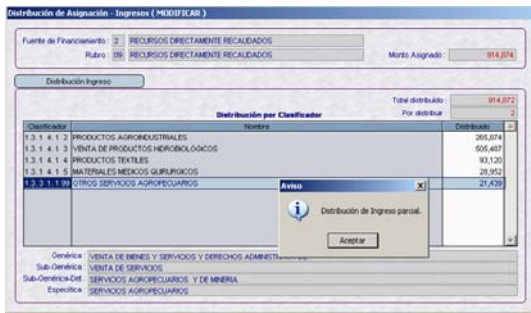 Distribución de Asignación - Ingresos ( MODIFICAR )
Fuente de Financiamiento : 2 RECURSOS DIRECTAMENTE RECAUDADOS
Rubro : 09 RECURSOS DIRECTAMENTE RECAUDADOS Monto Asignado : 914,874
Distribución Ingreso
Total distribuido : 914,872
Distribución por Clasificador Por distribuir : 2
Clasificador Nombre Distribuido
1.3. 1 4. 1 2 PRODUCTOS AGROINDUSTRIALES 265,874
1.3. 1 4. 1 3 VENTA DE PRODUCTOS HIDROBIOLOGICOS 505,487
1.3. 1 4. 1 4 PRODUCTOS TEXTILES 93,120
1.3. 1 4. 1 5 MATERIALES MEDICOS QUIRURGICOS 28,952
1.3. 3 1. 1 99 OTROS SERVICIOS AGROPECUARIOS 21,439
Aviso
Distribución de Ingreso parcial.
Aceptar
Genérica : VENTA DE BIENES Y SERVICIOS Y DERECHOS
Sub-Genérica : VENTA DE SERVICIOS
Sub-Genérica-Det : SERVICIOS AGROPECUARIOS Y DE MINERIA
Específica : SERVICIOS AGROPECUARIOS